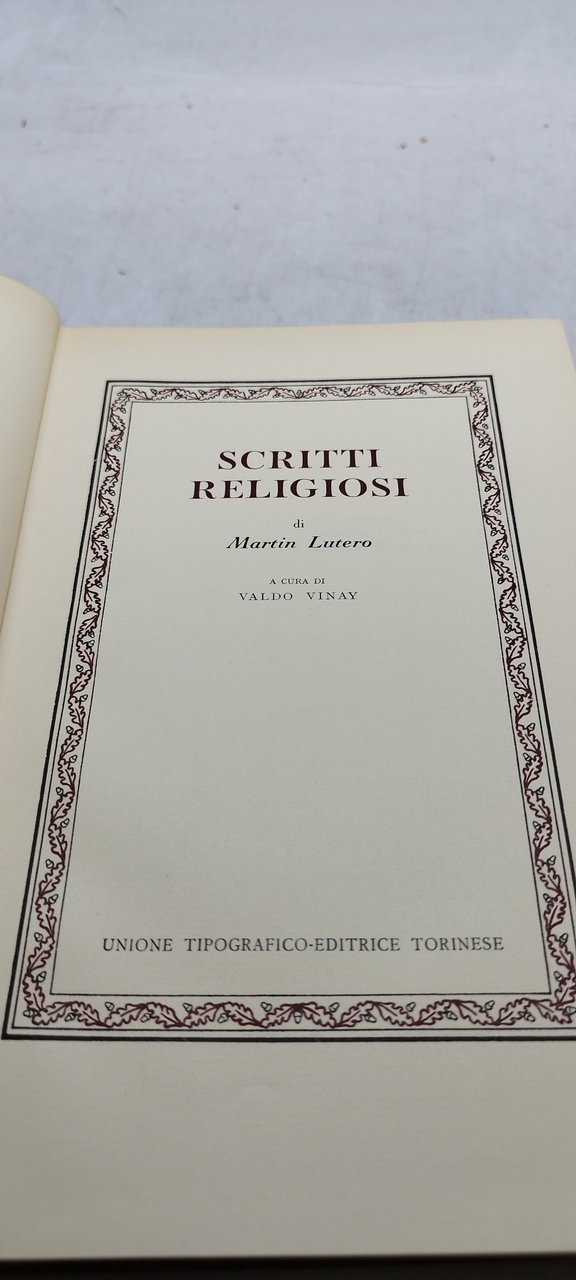 SCRITTI
RELIGIOSI
di
Martin Lutero
A CURA DI
VALDO VINAY
UNIONE TIPOGRAFICO-EDITRICE TORINESE